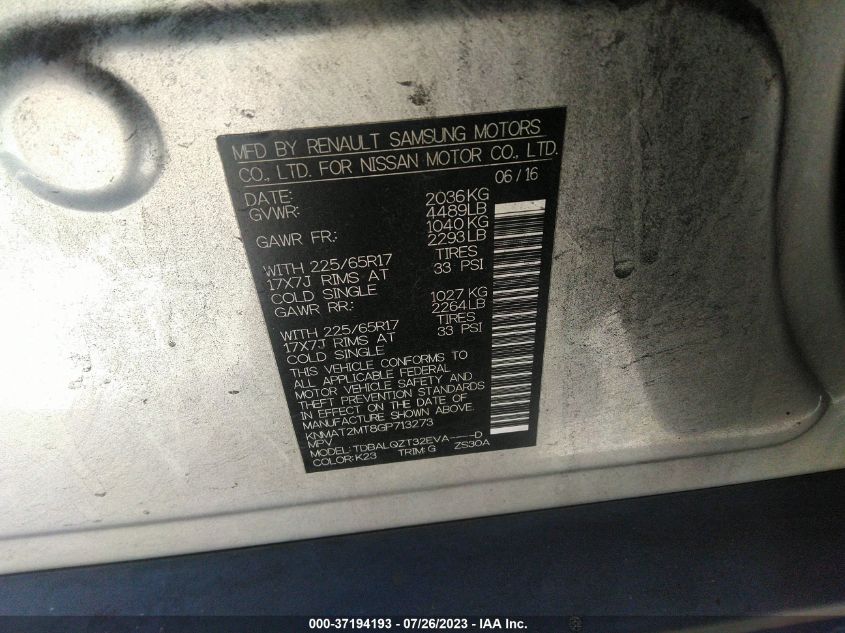 MFD BY RENAULT SAMSUNG MOTORS
CO., LTD. FOR NISSAN MOTOR CO., LTD.
DATE: 06/16
GVWR: 2036KG
4489LB
GAWR FR.: 1040KG
2293LB
WITH 225/65R17 TIRES
17X7J RIMS AT 33 PSI
COLD SINGLE
GAWR RR.: 1027 KG
2264LB
WITH 225/65R17 TIRES
17X7J RIMS AT 33 PSI
COLD SINGLE
THIS VEHICLE CONFORMS TO
ALL APPLICABLE FEDERAL
MOTOR VEHICLE SAFETY AND
THEFT PREVENTION STANDARDS
IN EFFECT ON THE DATE OF
MANUFACTURE SHOWN ABOVE.
KNMAT2MT8GP713273
MPV
MODEL: TDBALQZT32EVA----D
COLOR:K23 TRIM:G ZS30A
000-37194193 - 07/26/2023 - IAA Inc.